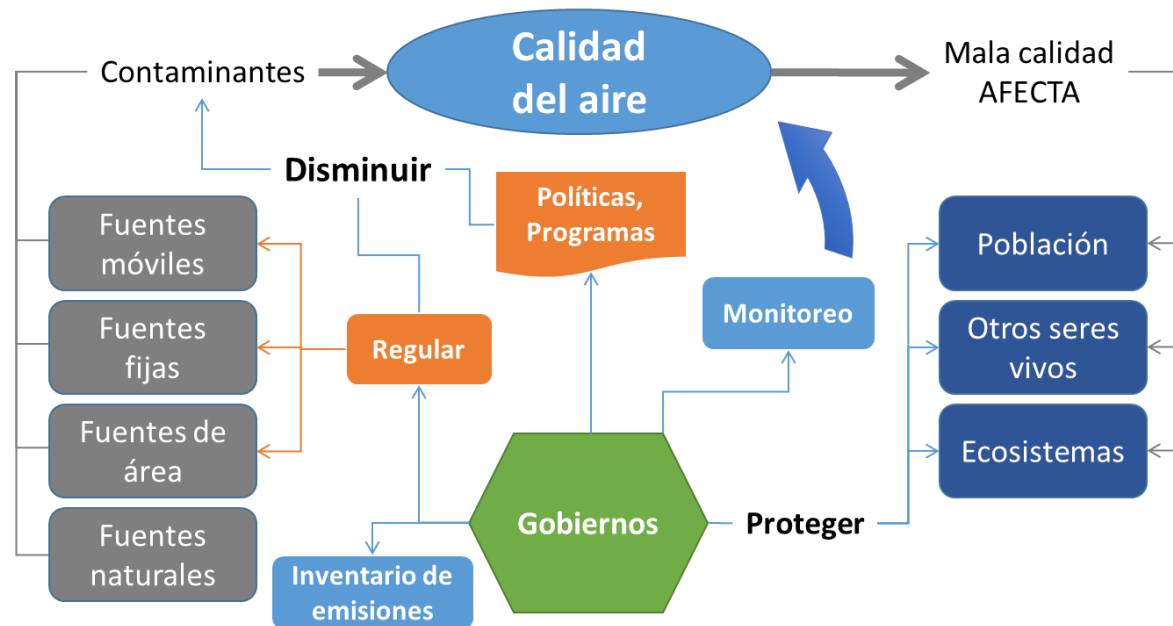 Calidad
del aire
Contaminantes
Mala calidad
AFECTA
Disminuir
Políticas,
Programas
Fuentes
móviles
Población
Monitoreo
Fuentes
fijas
Regular
Otros seres
vivos
Fuentes de
área
Ecosistemas
Gobiernos
Proteger
Fuentes
naturales
Inventario de
emisiones